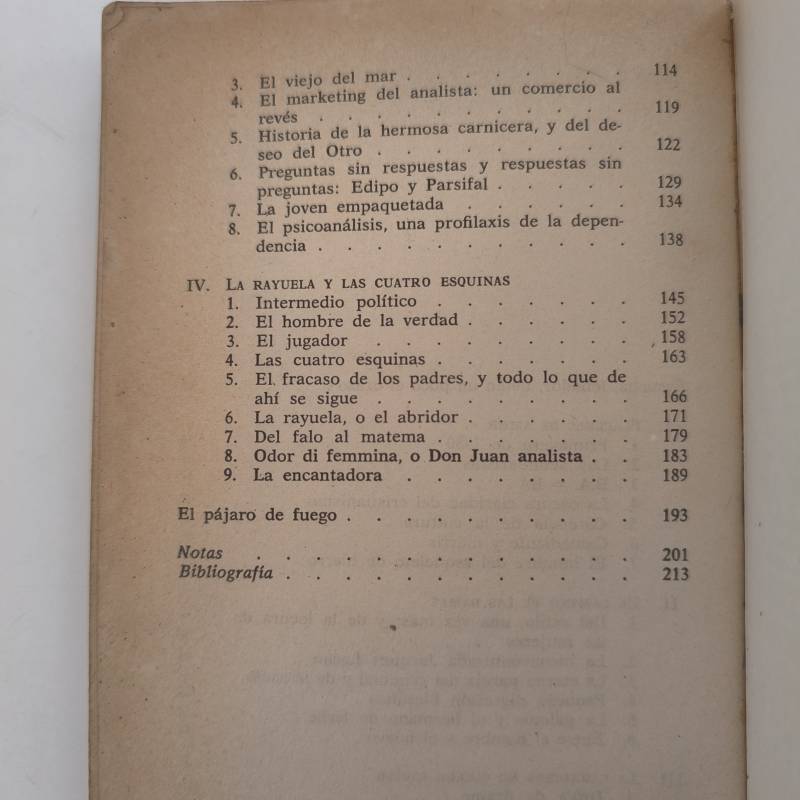 3. El viejo del mar . . . . . . . . 114
4. El marketing del analista: un comercio al
revés . . . . . . . . . . 119
5. Historia de la hermosa carnicera, y del de-
seo del Otro . . . . . . . . . 122
6. Preguntas sin respuestas y respuestas sin
preguntas: Edipo y Parsifal . . . . . 129
7. La joven empaquetada . . . . . . 134
8. El psicoanálisis, una profilaxis de la depen-
dencia . . . . . . . . . . . 138
IV. LA RAYUELA Y LAS CUATRO ESQUINAS
1. Intermedio político . . . . . . . 145
2. El hombre de la verdad . . . . . . 152
3. El jugador . . . . . . . . . 158
4. Las cuatro esquinas . . . . . . . 163
5. El fracaso de los padres, y todo lo que de
ahí se sigue . . . . . . . . . 166
6. La rayuela, o el abridor . . . . . . 171
7. Del falo al matema . . . . . . . 179
8. Odor di femmina, o Don Juan analista . . 183
9. La encantadora . . . . . . . . 189
El pájaro de fuego . . . . . . . . . . 193
Notas . . . . . . . . . . . . . 201
Bibliografía . . . . . . . . . . . . 213